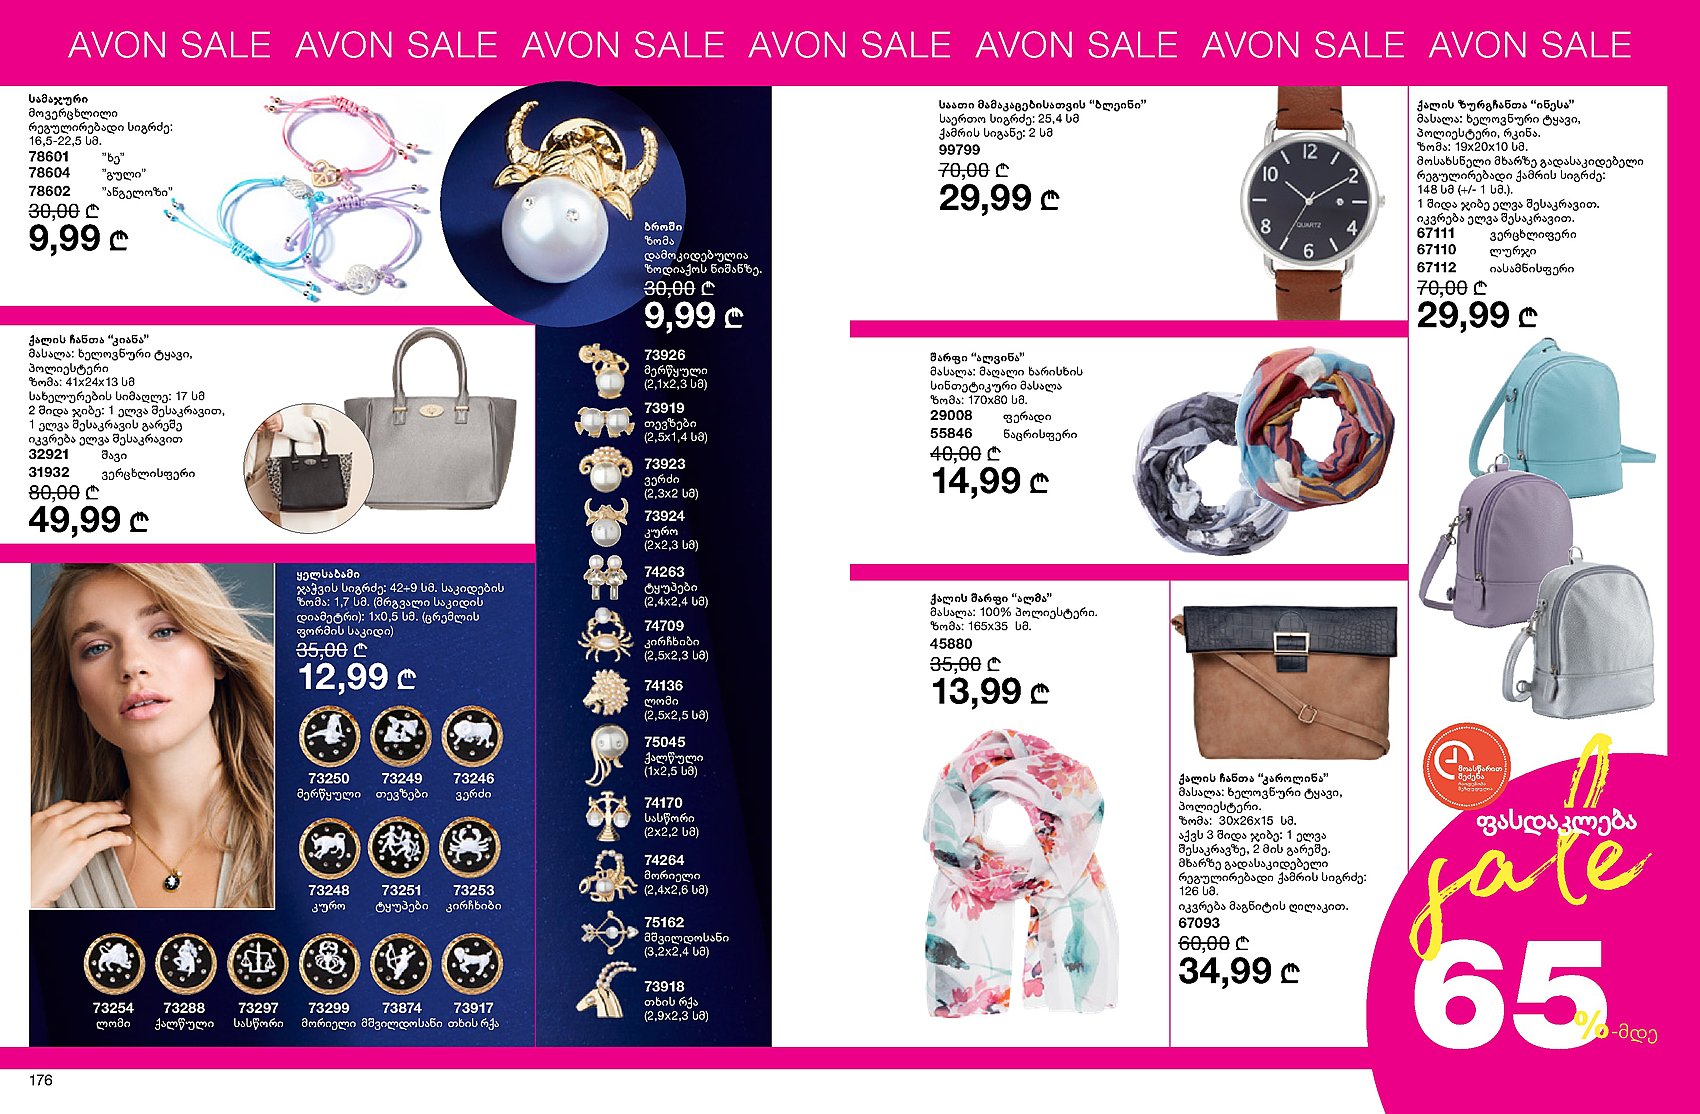 AVON SALE AVON SALE AVON SALE AVON SALE AVON SALE AVON SALE AVON SALE
სამაჯური
მოვერცხლილი
რეგულირებადი სიგრძე:
16,5-22,5 სმ.
78601 "ხე"
78604 "გული"
78602 "ანგელოზი"
30,00 ₾
9,99 ₾
ბროში
ზომა
დამოკიდებულია
ზოდიაქოს ნიშანზე.
30,00 ₾
9,99 ₾
73926
მერწყული
(2,1x2,3 სმ)
73919
თევზები
(2,5x1,4 სმ)
73923
ვერძი
(2,3x2 სმ)
73924
კურო
(2x2,3 სმ)
74263
ტყუპები
(2,4x2,4 სმ)
74709
კირჩხიბი
(2,5x2,3 სმ)
74136
ლომი
(2,5x2,5 სმ)
75045
ქალწული
(1x2,5 სმ)
74170
სასწორი
(2x2,2 სმ)
74264
მორიელი
(2,4x2,6 სმ)
75162
მშვილდოსანი
(3,2x2,4 სმ)
73918
თხის რქა
(2,9x2,3 სმ)
ქალის ჩანთა “კიანა”
მასალა: ხელოვნური ტყავი,
პოლიესტერი
ზომა: 41x24x13 სმ
სახელურების სიმაღლე: 17 სმ
2 შიდა ჯიბე: 1 ელვა შესაკრავით,
1 ელვა შესაკრავის გარეშე
იკვრება ელვა შესაკრავით
32921 შავი
31932 ვერცხლისფერი
80,00 ₾
49,99 ₾
ყელსაბამი
ჯაჭვის სიგრძე: 42+9 სმ. საკიდების
ზომა: 1,7 სმ. (მრგვალი საკიდის
დიამეტრი): 1x0,5 სმ. (ცრემლის
ფორმის საკიდი)
35,00 ₾
12,99 ₾
73250 73249 73246
მერწყული თევზები ვერძი
73248 73251 73253
კურო ტყუპები კირჩხიბი
73254 73288 73297 73299 73874 73917
ლომი ქალწული სასწორი მორიელი მშვილდოსანი თხის რქა
176
საათი მამაკაცებისათვის “ბლეინი”
საერთო სიგრძე: 25,4 სმ
ქამრის სიგანე: 2 სმ
99799
70,00 ₾
29,99 ₾
12
10 2
8 4
6
QUARTZ
შარფი “ალვინა”
მასალა: მაღალი ხარისხის
სინთეტიკური მასალა
ზომა: 170x80 სმ.
29008 ფერადი
55846 ნაცრისფერი
40,00 ₾
14,99 ₾
ქალის შარფი “ალმა”
მასალა: 100% პოლიესტერი.
ზომა: 165x35 სმ.
45880
35,00 ₾
13,99 ₾
ქალის ჩანთა “კაროლინა”
მასალა: ხელოვნური ტყავი,
პოლიესტერი.
ზომა: 30x26x15 სმ.
აქვს 3 შიდა ჯიბე: 1 ელვა
შესაკრავზე, 2 მის გარეშე.
მხარზე გადასაკიდებელი
რეგულირებადი ქამრის სიგრძე:
126 სმ.
იკვრება მაგნიტის ღილაკით.
67093
60,00 ₾
34,99 ₾
ქალის ზურგჩანთა “ინესა”
მასალა: ხელოვნური ტყავი,
პოლიესტერი, რკინა.
ზომა: 19x20x10 სმ.
მოსახსნელი მხარზე გადასაკიდებელი
რეგულირებადი ქამრის სიგრძე:
148 სმ (+/- 1 სმ.).
1 შიდა ჯიბე ელვა შესაკრავით.
იკვრება ელვა შესაკრავით.
67111 ვერცხლიფერი
67110 ლურჯი
67112 იასამნისფერი
70,00 ₾
29,99 ₾
მოასწარით
შეძენა
ფასდაკლება
sale
65%-მდე